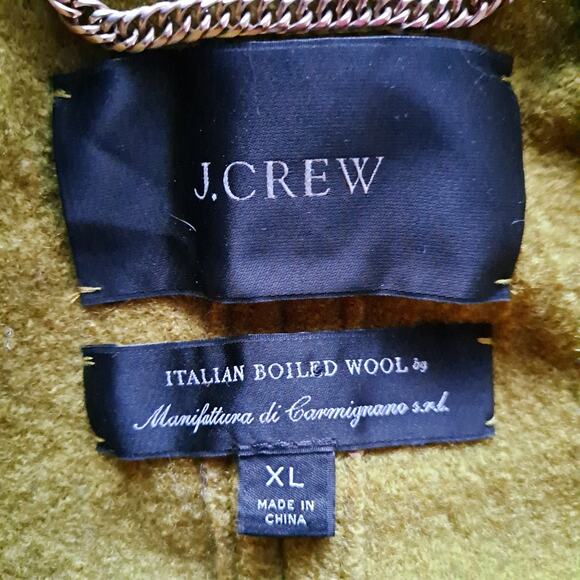 J.CREW
ITALIAN BOILED WOOL by
Manifattura di Carmignano s.r.l.
XL
MADE IN
CHINA